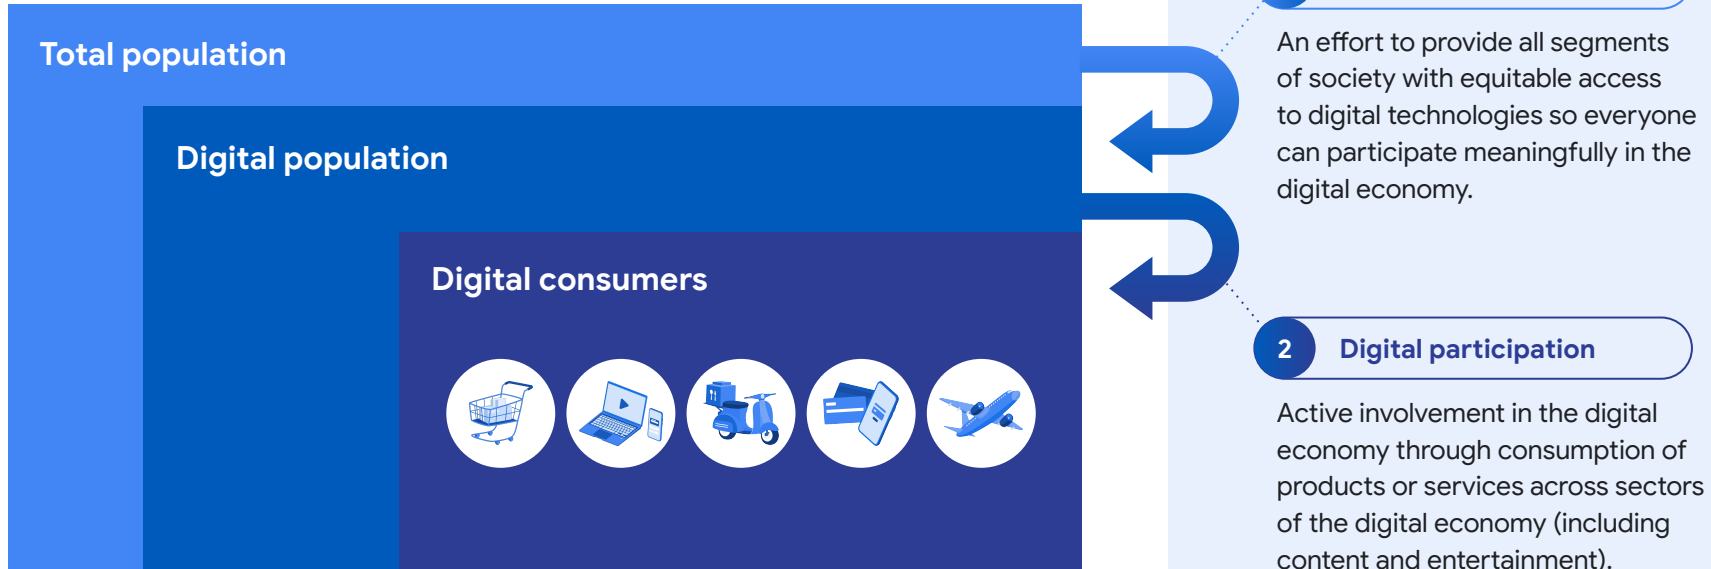 Total population
Digital population
Digital consumers
An effort to provide all segments
of society with equitable access
to digital technologies so everyone
can participate meaningfully in the
digital economy.
2 Digital participation
Active involvement in the digital
economy through consumption of
products or services across sectors
of the digital economy (including
content and entertainment).